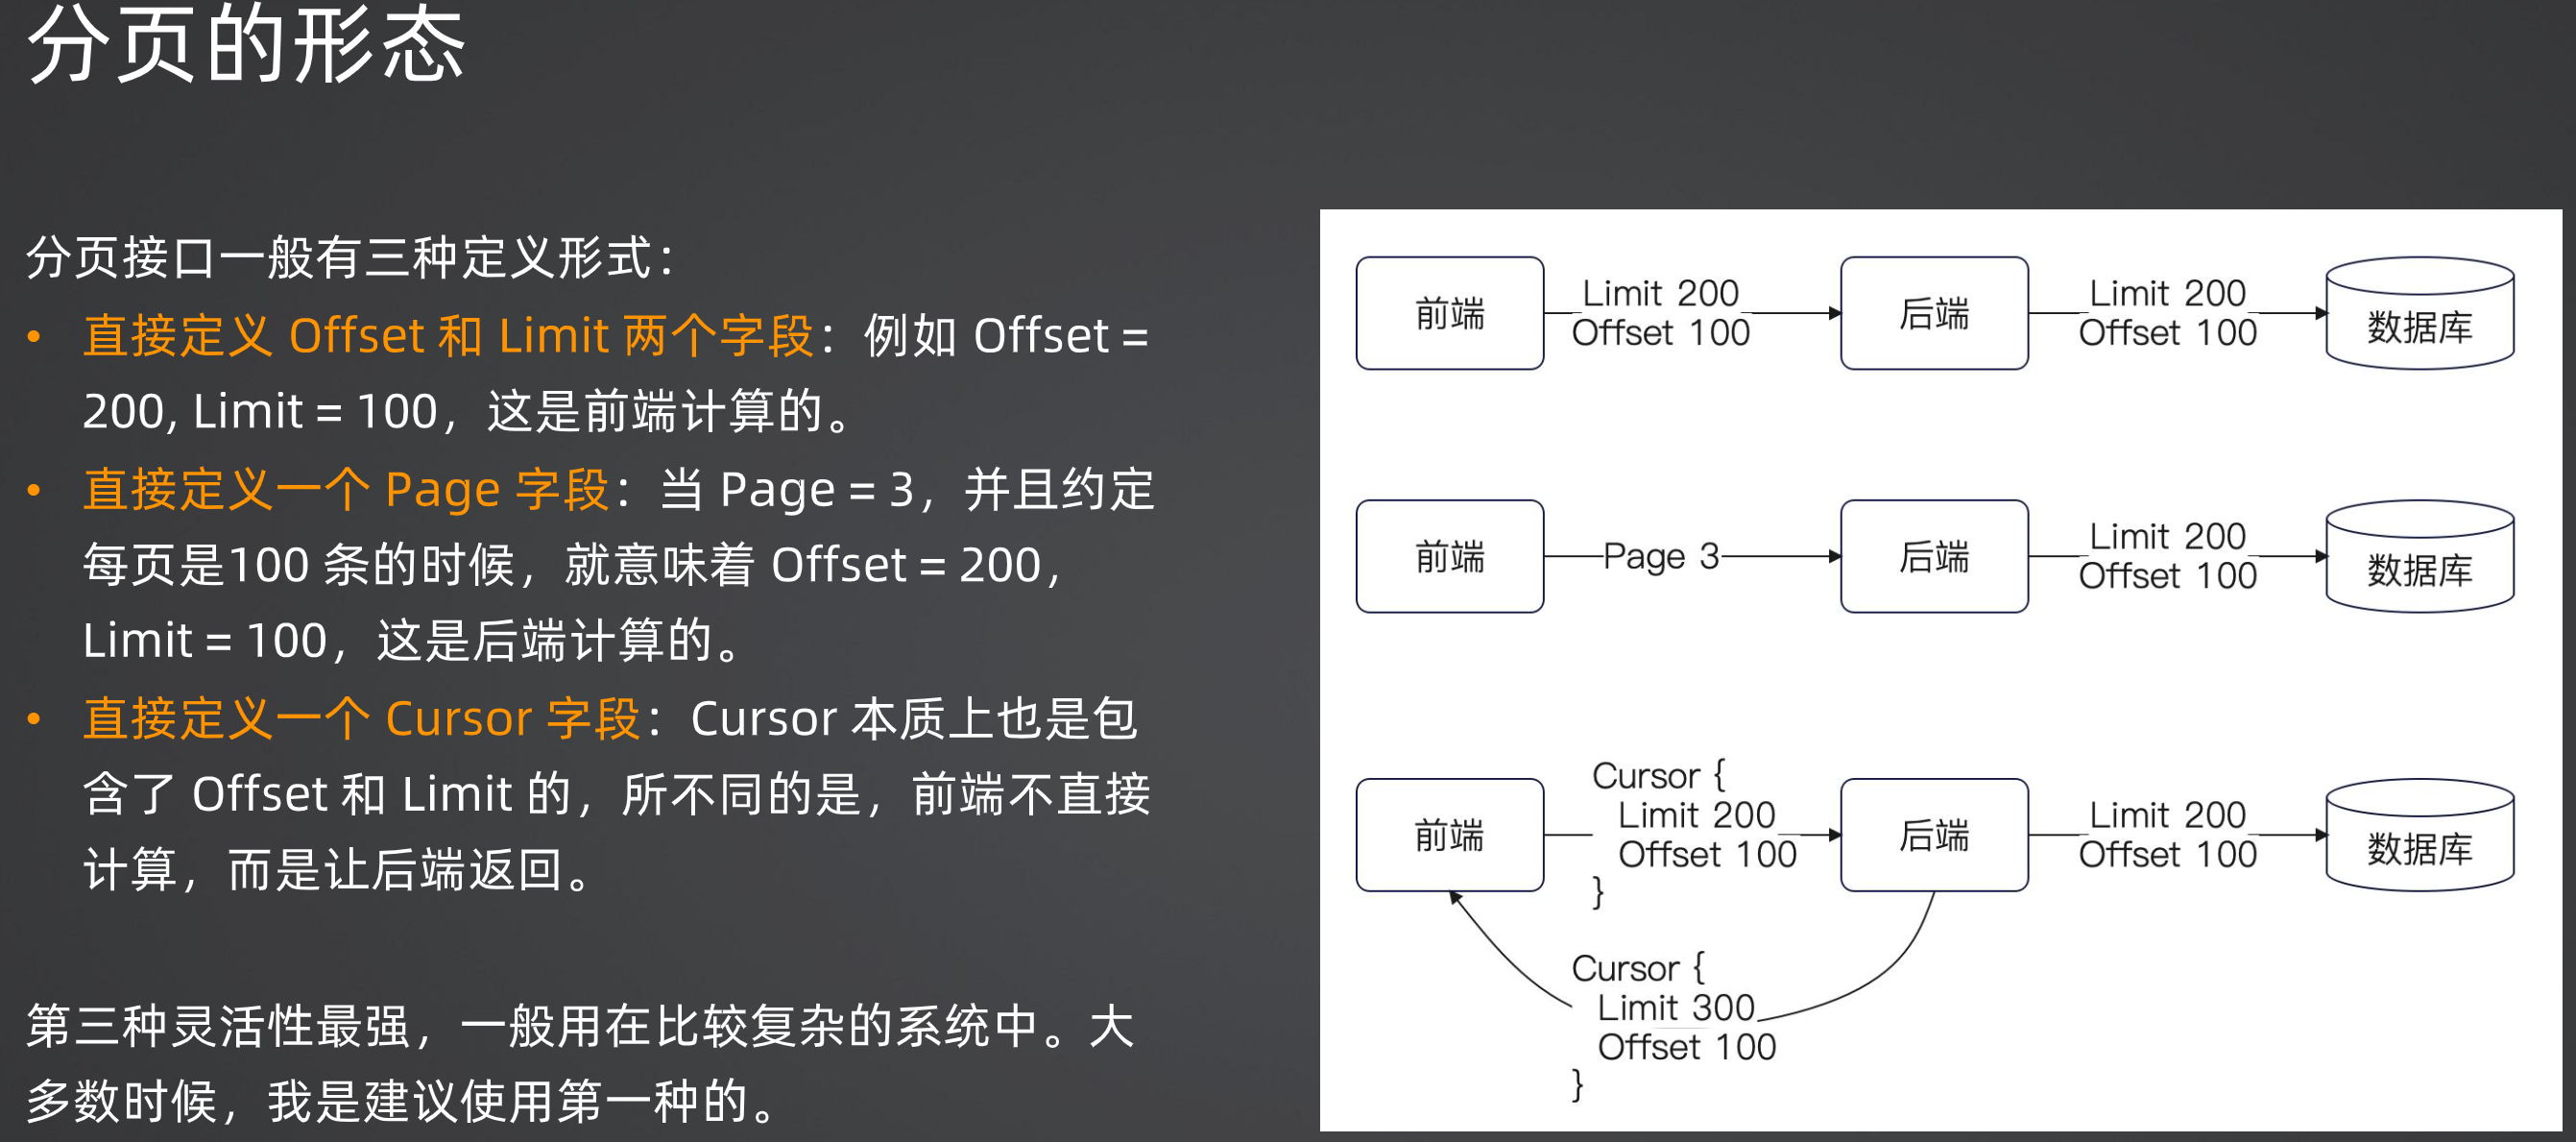 分页的形态
分页接口一般有三种定义形式：
• 直接定义 Offset 和 Limit 两个字段：例如 Offset =
200, Limit = 100，这是前端计算的。
• 直接定义一个 Page 字段：当 Page = 3，并且约定
每页是100 条的时候，就意味着 Offset = 200，
Limit = 100，这是后端计算的。
• 直接定义一个 Cursor 字段：Cursor 本质上也是包
含了 Offset 和 Limit 的，所不同的是，前端不直接
计算，而是让后端返回。
第三种灵活性最强，一般用在比较复杂的系统中。大
多数时候，我是建议使用第一种的。
前端
Limit 200
Offset 100
后端
Limit 200
Offset 100
数据库
前端
Page 3
后端
Limit 200
Offset 100
数据库
前端
Cursor {
Limit 200
Offset 100
}
后端
Limit 200
Offset 100
数据库
Cursor {
Limit 300
Offset 100
}